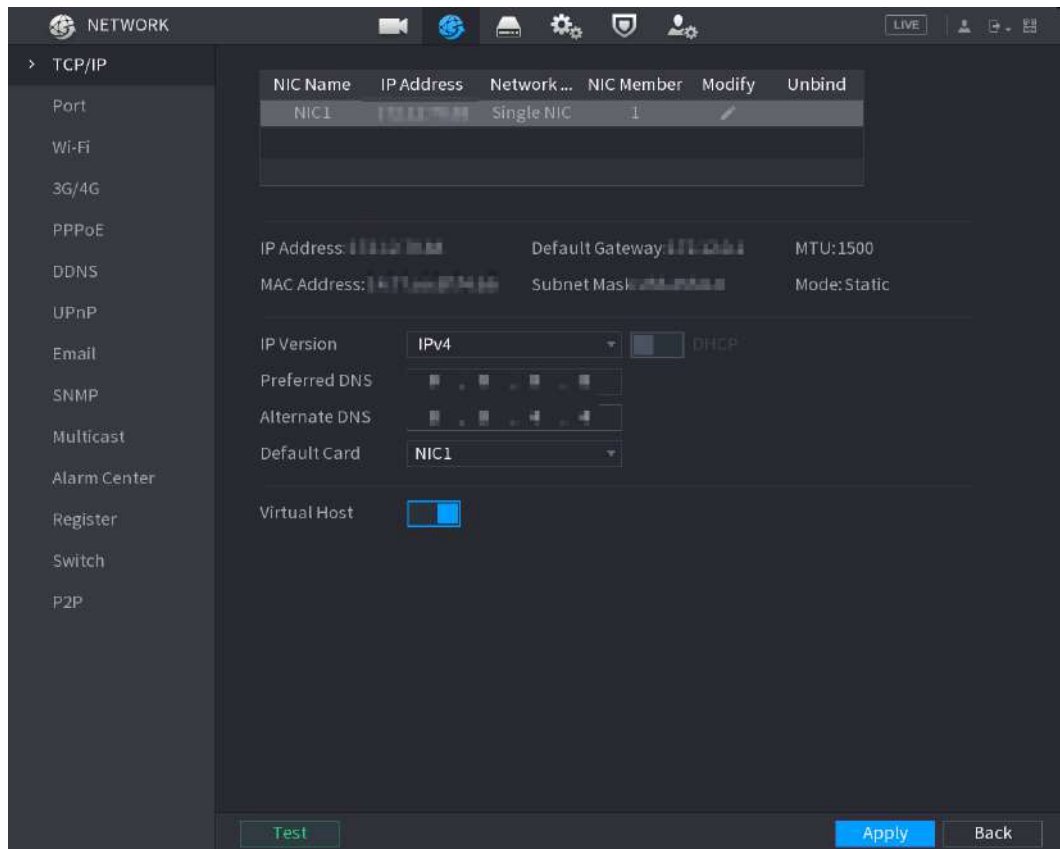 NETWORK
LIVE
TCP/IP
Port
Wi-Fi
3G/4G
PPPoE
DDNS
UPnP
Email
SNMP
Multicast
Alarm Center
Register
Switch
P2P
NIC Name IP Address Network ... NIC Member Modify Unbind
NIC1 Single NIC 1
IP Address: Default Gateway: MTU:1500
MAC Address: Subnet Mask Mode:Static
IP Version IPv4 DHCP
Preferred DNS
Alternate DNS
Default Card NIC1
Virtual Host
Test Apply Back